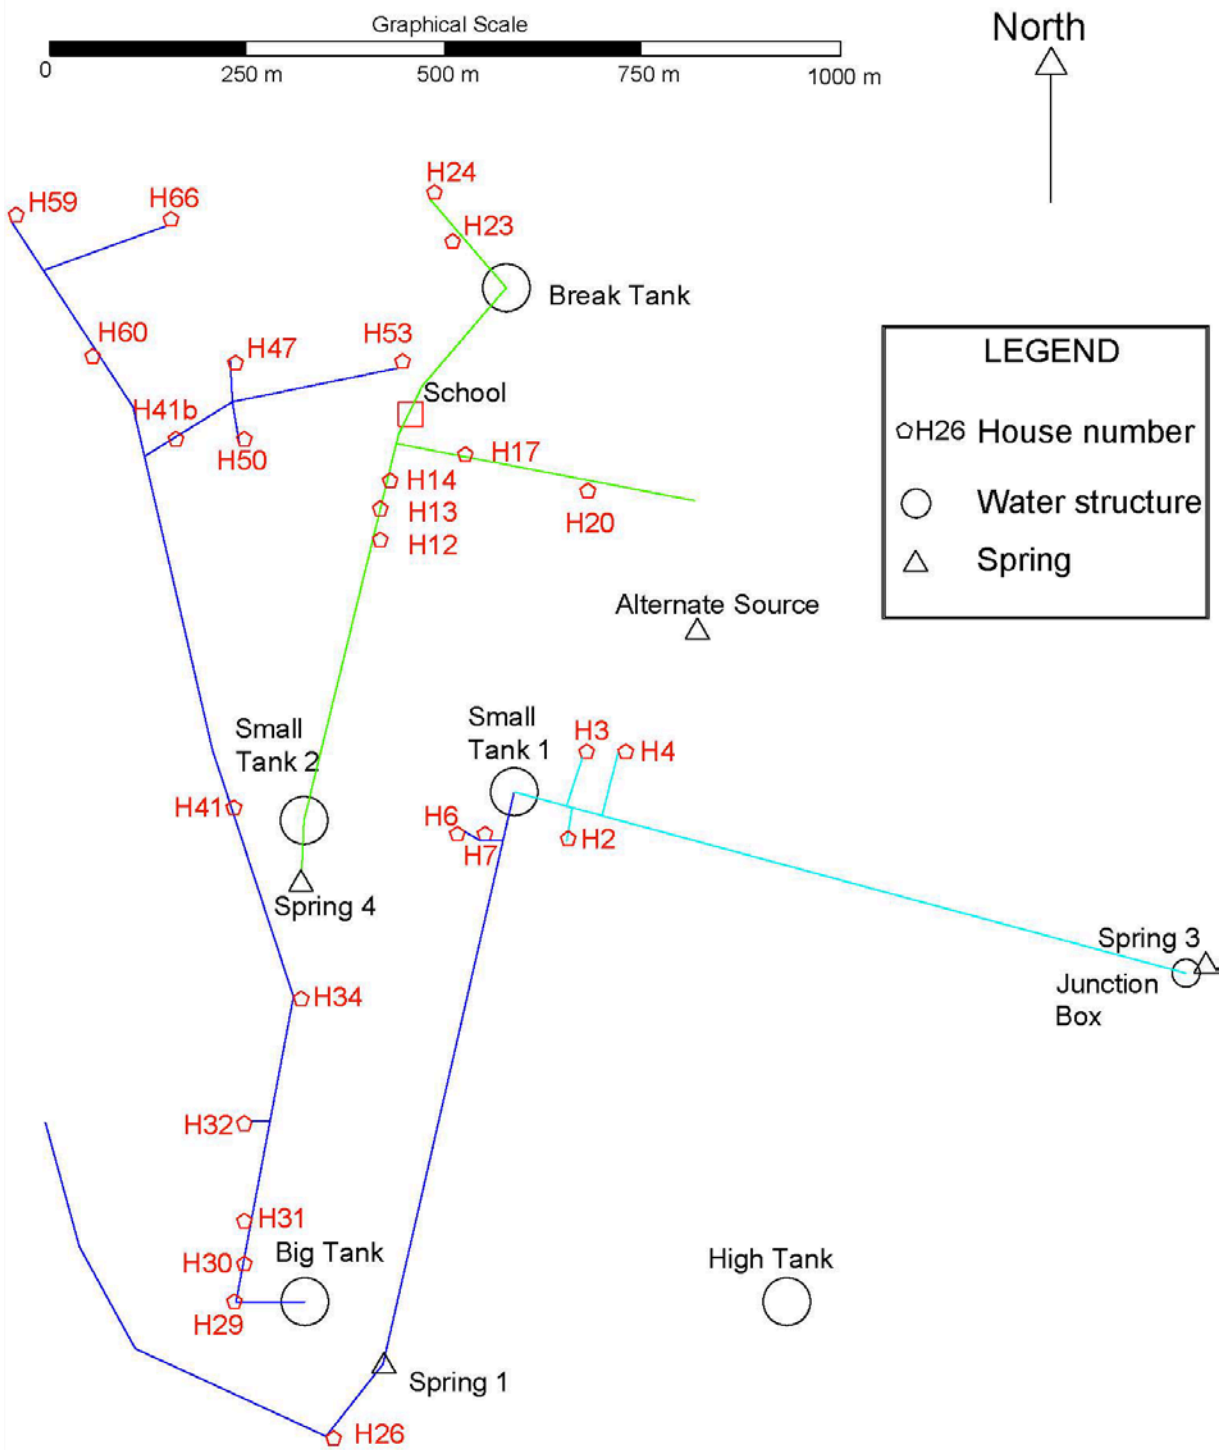 Graphical Scale
0
250 m
500 m
750 m
1000 m
North
H24
H59
H66
H23
Break Tank
H60
H47
H53
LEGEND
School
H41b
H26 House number
H50
H17
H14
H13
H20
H12
Water structure
Spring
Alternate Source
Small
Tank 2
Small
Tank 1
H3
H4
H41
H6
H7
H2
Spring 4
Spring 3
Junction
Box
H34
H32
H31
Big Tank
High Tank
H30
H29
Spring 1
H26